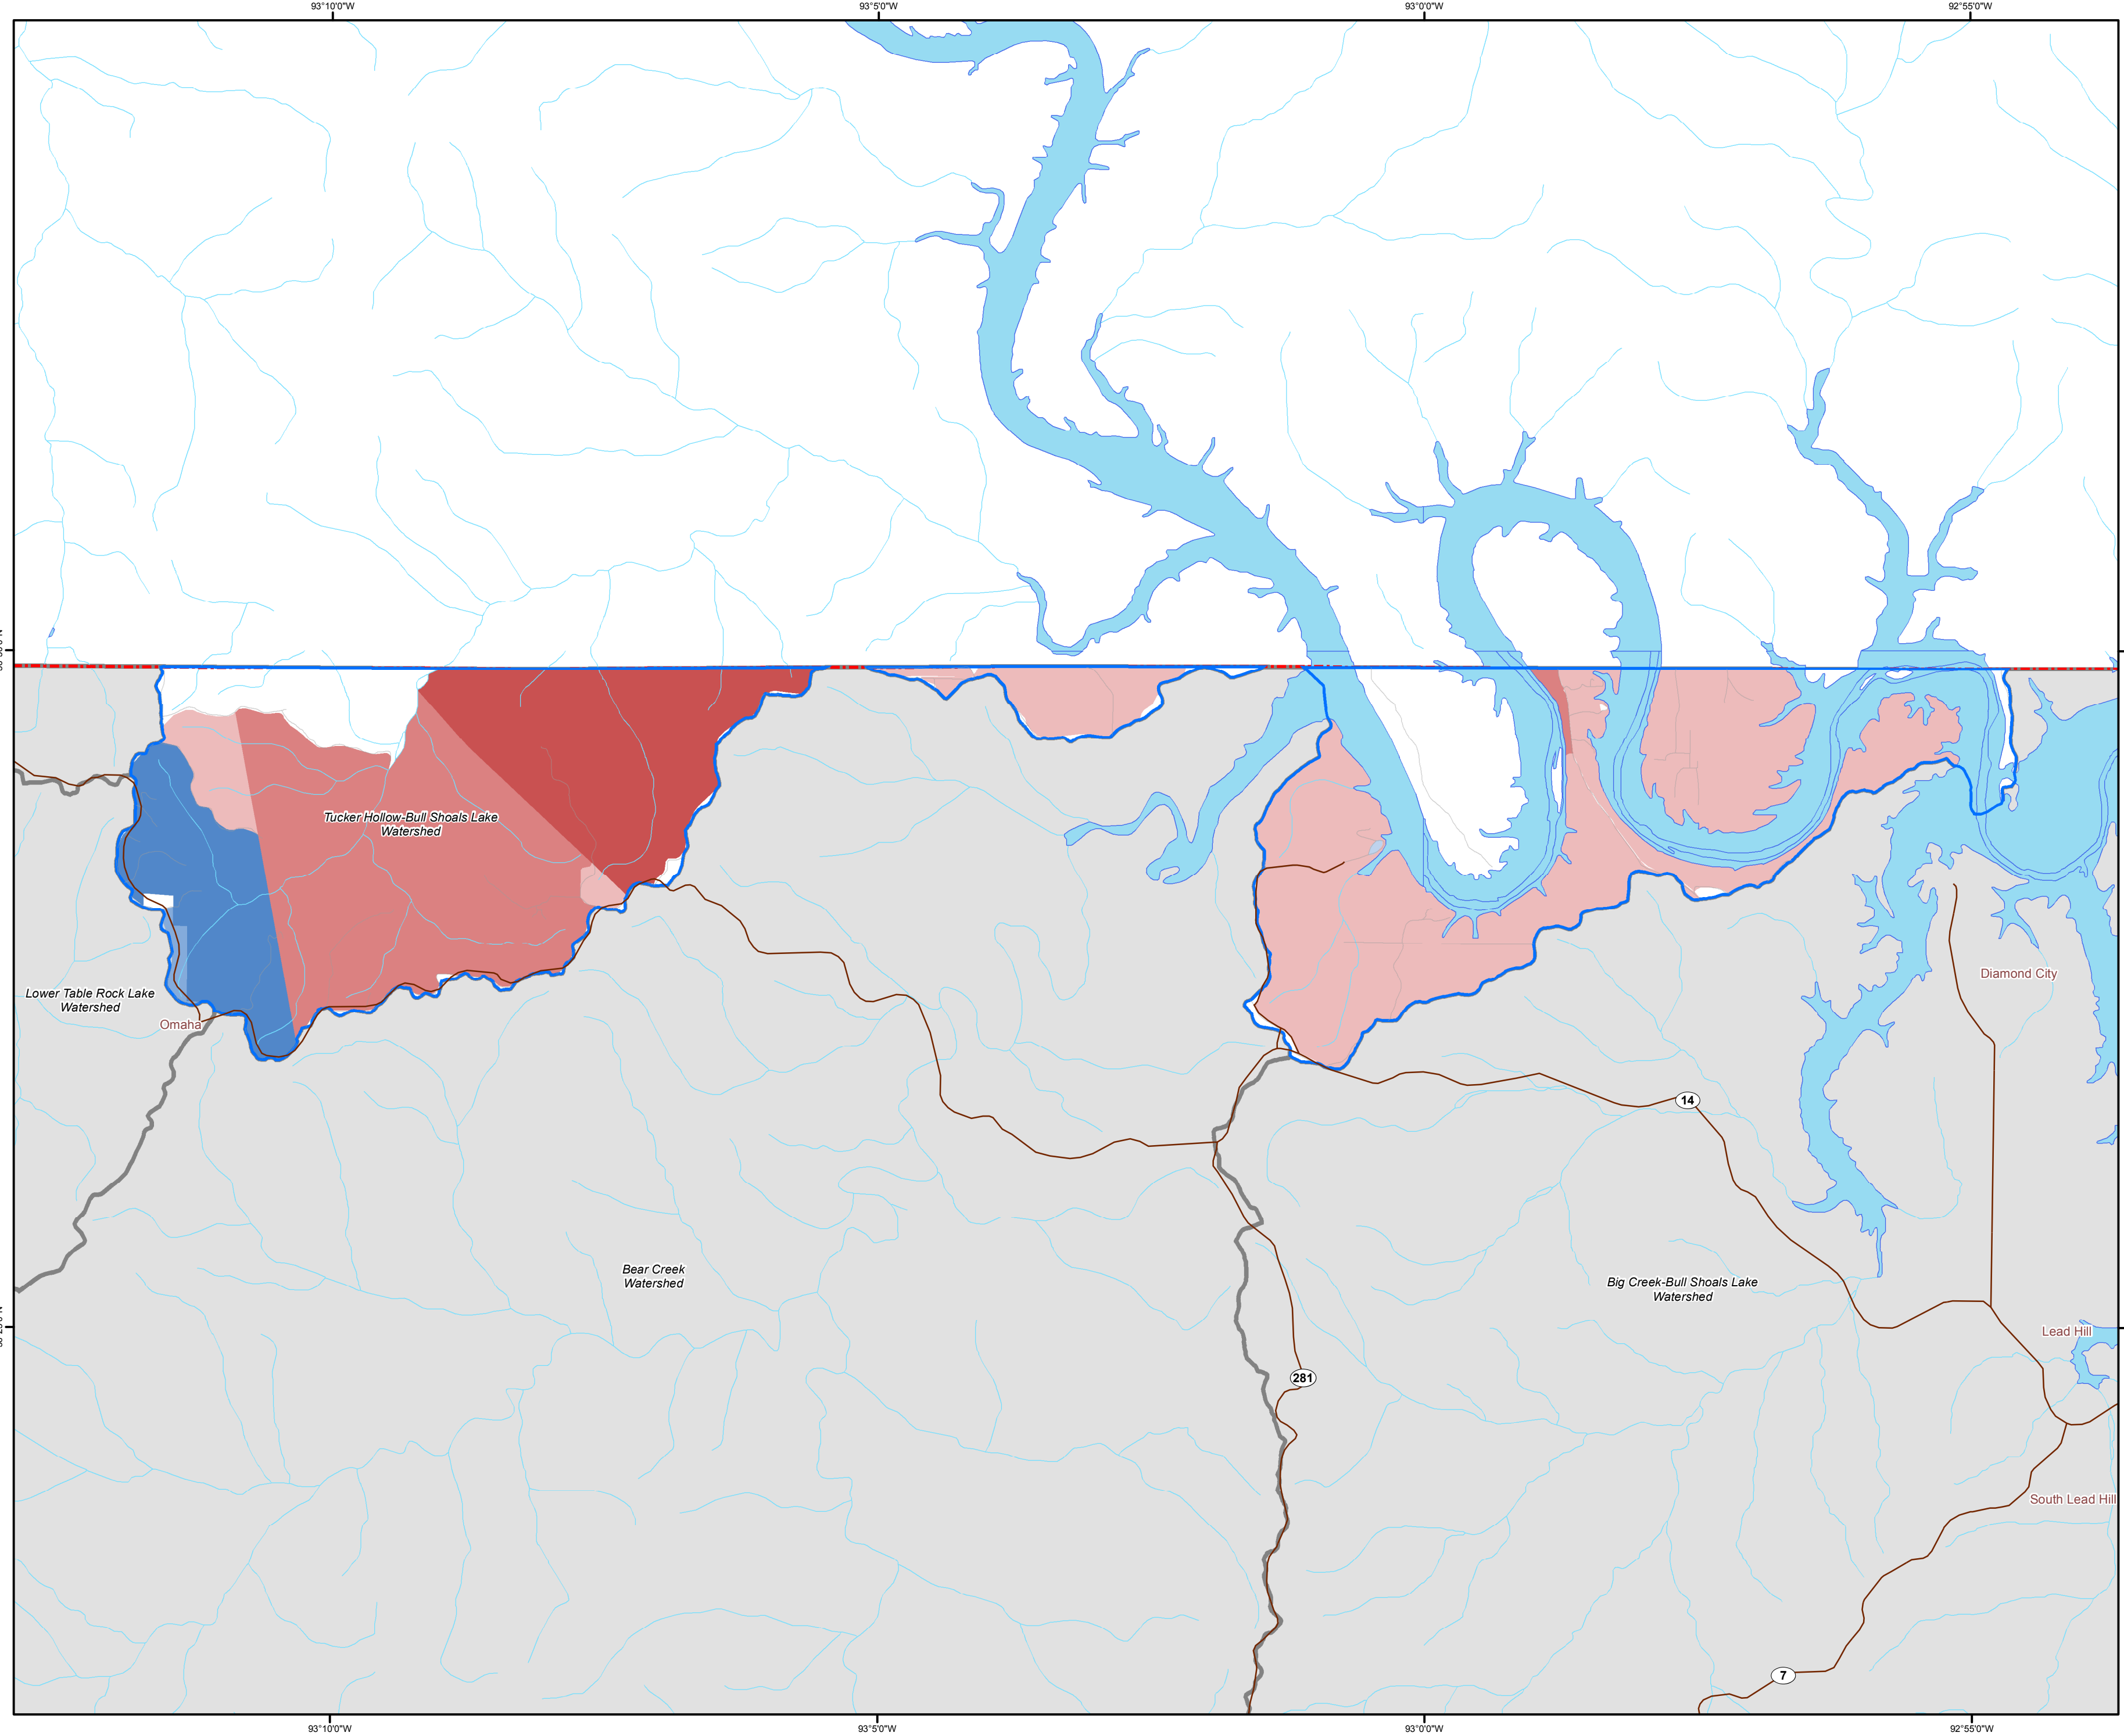 93°10'0"W
93°5'0"W
93°0'0"W
92°55'0"W
Tucker Hollow-Bull Shoals Lake
Watershed
Diamond City
Lower Table Rock Lake
Watershed
Omaha
14
Bear Creek
Watershed
Big Creek-Bull Shoals Lake
Watershed
Lead Hill
281
South Lead Hill
7
93°10'0"W
93°5'0"W
93°0'0"W
92°55'0"W